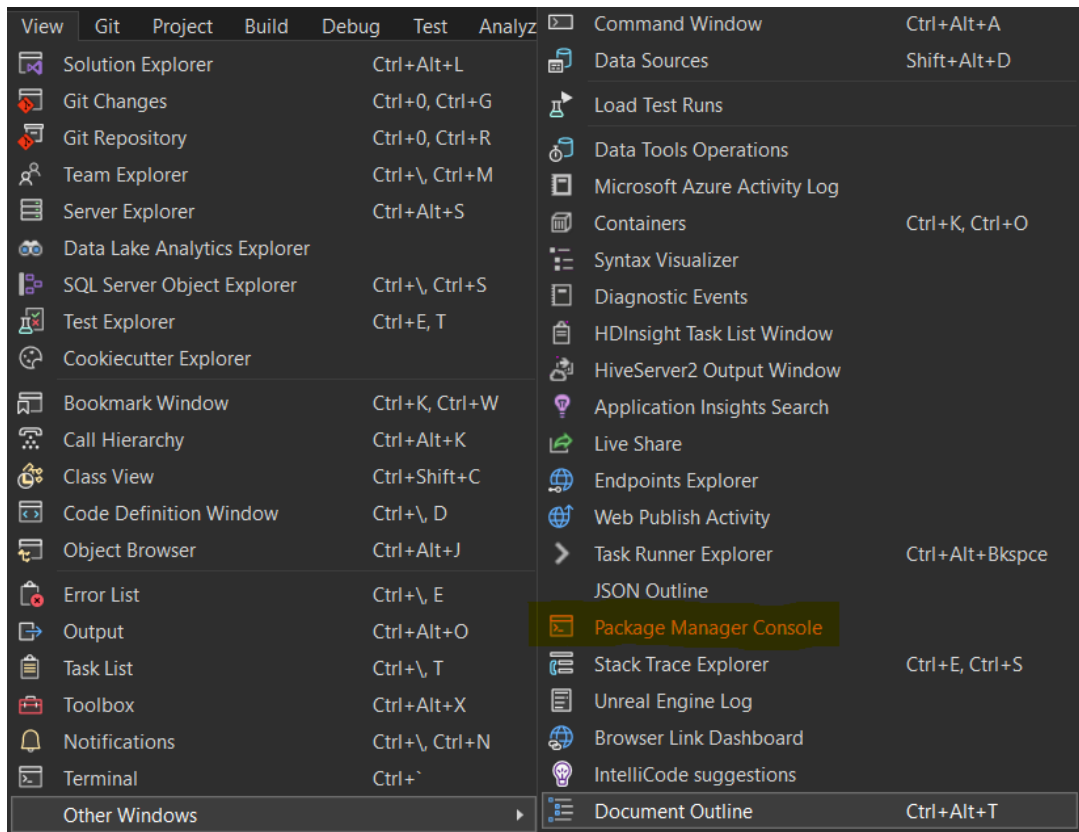 View Git Project Build Debug Test Analyz
Solution Explorer Ctrl+Alt+L
Git Changes Ctrl+0, Ctrl+G
Git Repository Ctrl+0, Ctrl+R
Team Explorer Ctrl+\, Ctrl+M
Server Explorer Ctrl+Alt+S
Data Lake Analytics Explorer
SQL Server Object Explorer Ctrl+\, Ctrl+S
Test Explorer Ctrl+E, T
Cookiecutter Explorer
Bookmark Window Ctrl+K, Ctrl+W
Call Hierarchy Ctrl+Alt+K
Class View Ctrl+Shift+C
Code Definition Window Ctrl+\, D
Object Browser Ctrl+Alt+J
Error List Ctrl+\, E
Output Ctrl+Alt+O
Task List Ctrl+\, T
Toolbox Ctrl+Alt+X
Notifications Ctrl+\, Ctrl+N
Terminal Ctrl+`
Other Windows
Command Window Ctrl+Alt+A
Data Sources Shift+Alt+D
Load Test Runs
Data Tools Operations
Microsoft Azure Activity Log
Containers Ctrl+K, Ctrl+O
Syntax Visualizer
Diagnostic Events
HDInsight Task List Window
HiveServer2 Output Window
Application Insights Search
Live Share
Endpoints Explorer
Web Publish Activity
Task Runner Explorer Ctrl+Alt+Bkspce
JSON Outline
Package Manager Console
Stack Trace Explorer Ctrl+E, Ctrl+S
Unreal Engine Log
Browser Link Dashboard
IntelliCode suggestions
Document Outline Ctrl+Alt+T